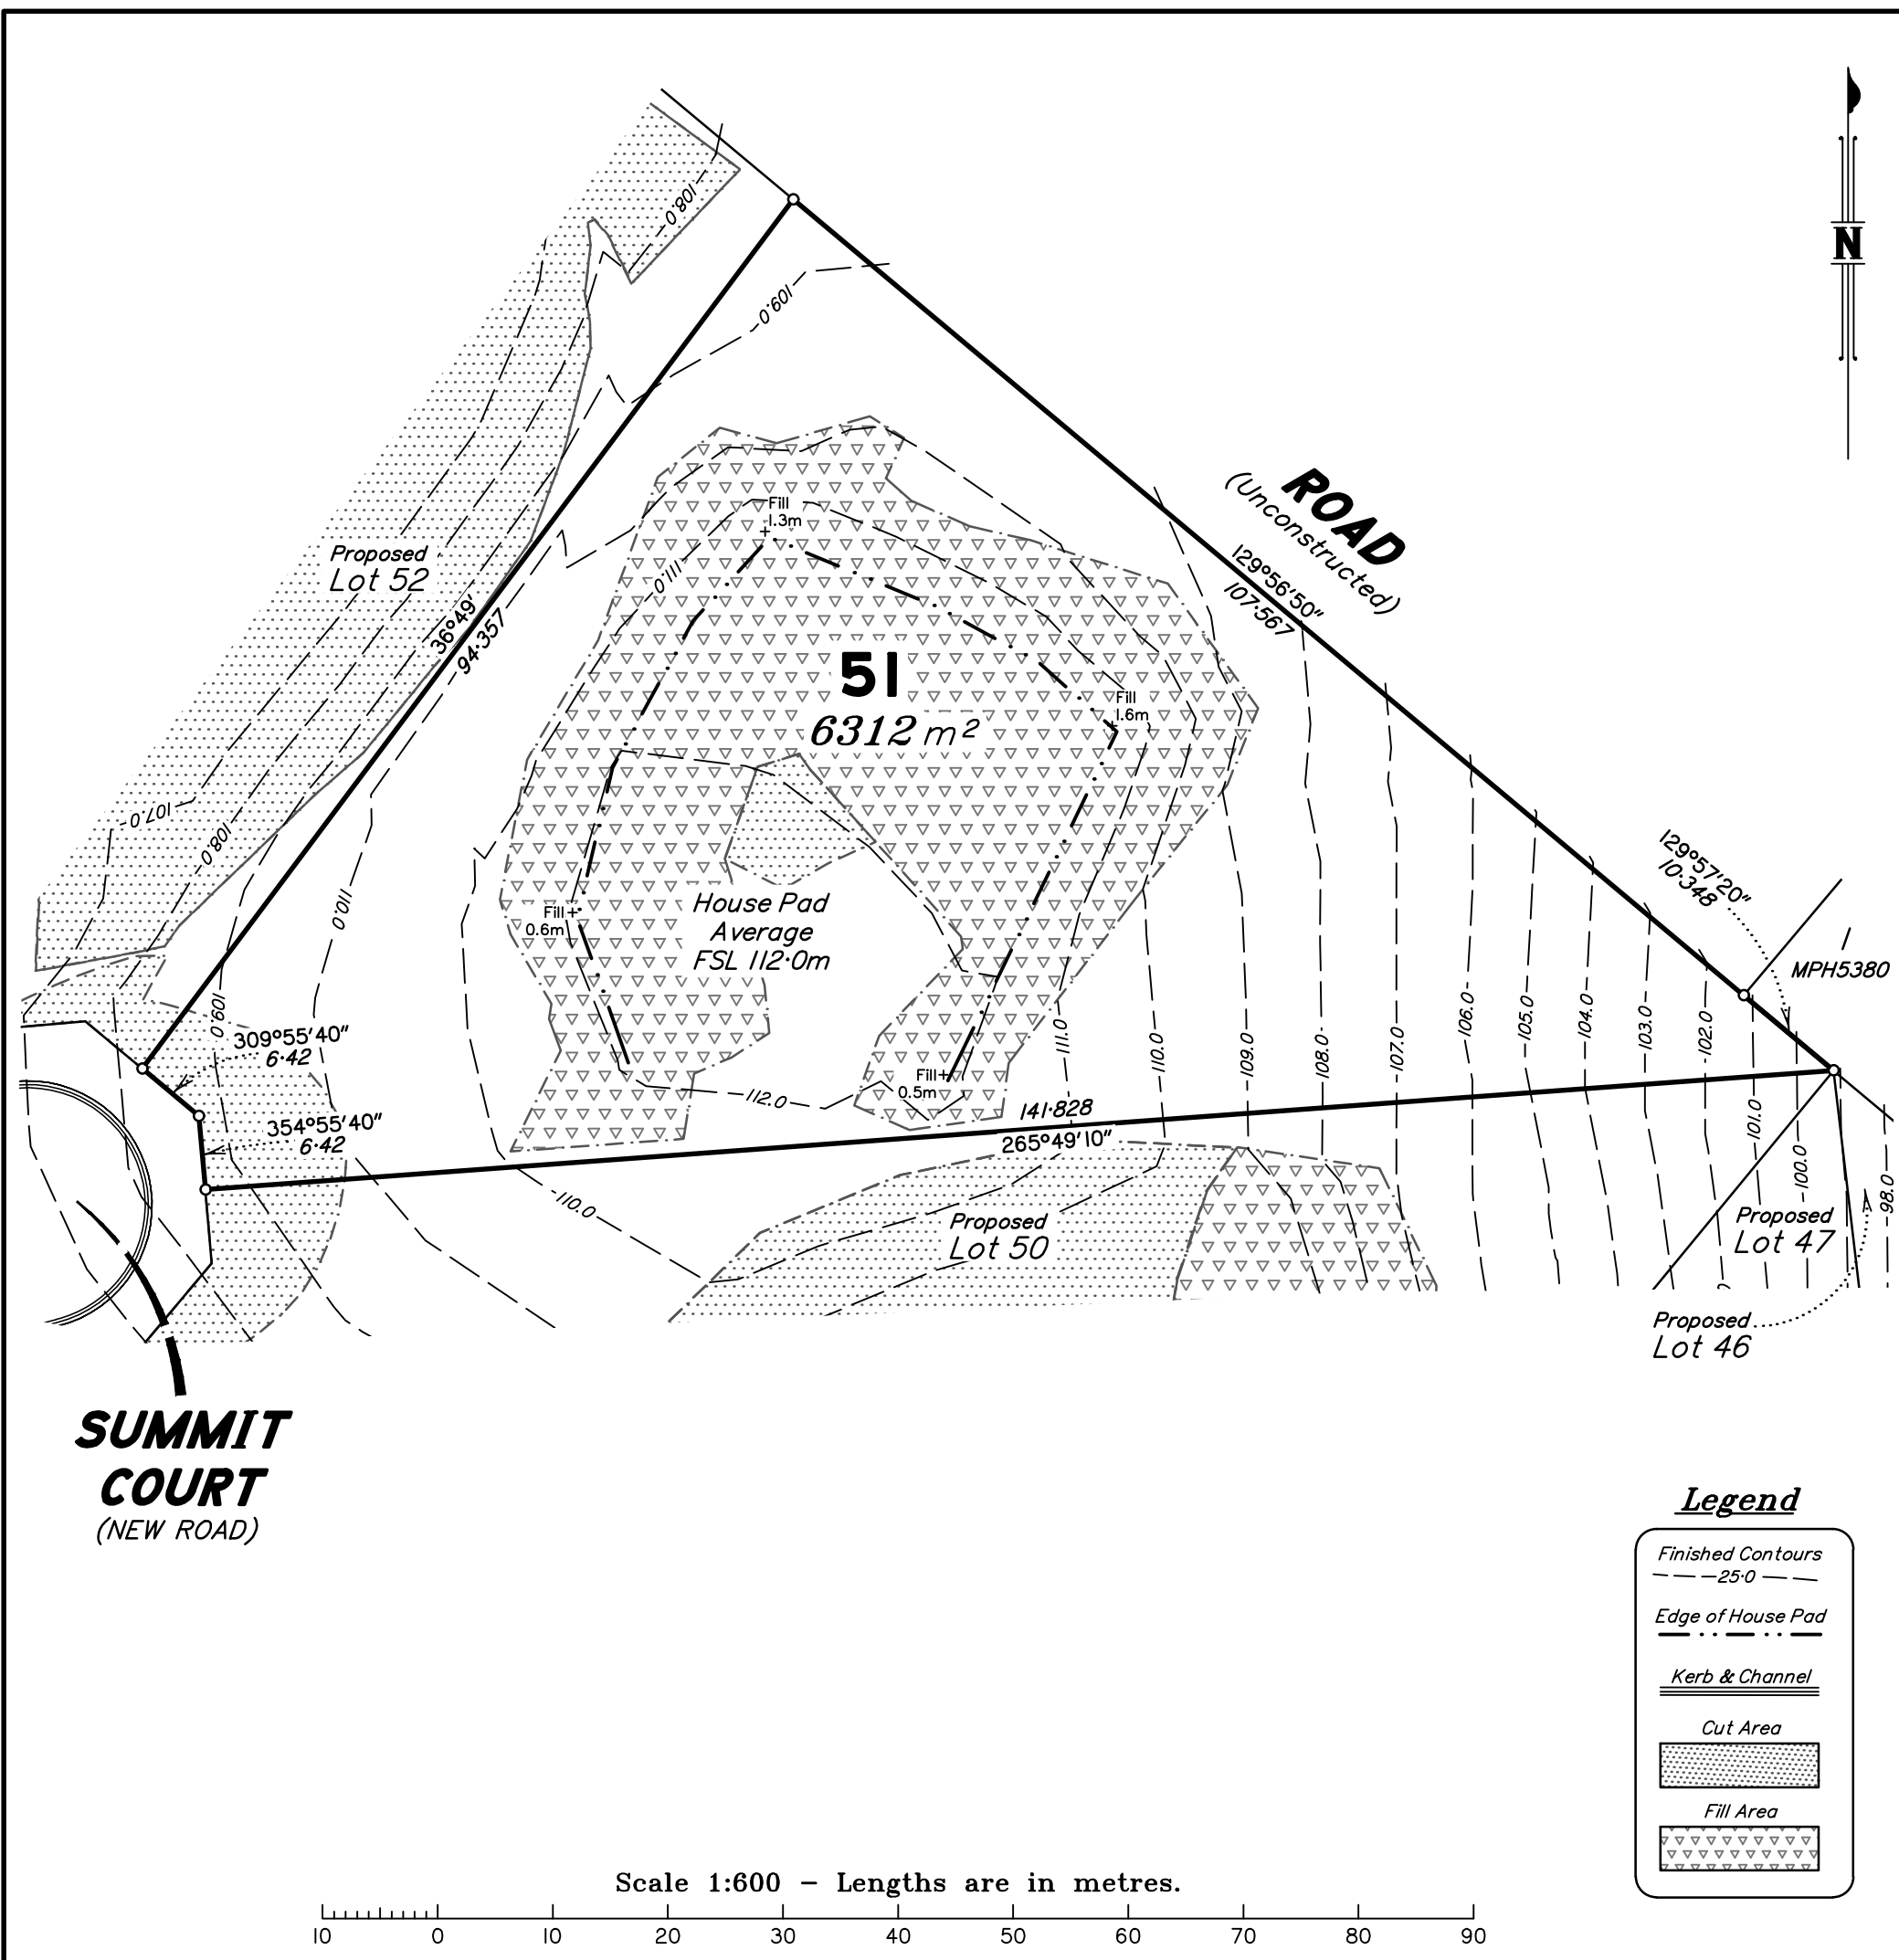 N
108.0
109.0
ROAD
(Unconstructed)
129°56'50"
107·567
Proposed
Lot 52
Fill
1.3m
111.0
36°49'
94·357
51
6312 m²
Fill
1.6m
107.0
108.0
110.0
129°57'20"
10·348
House Pad
Average
FSL 112·0m
Fill
0.6m
1
MPH5380
109.0
309°55'40"
6·42
354°55'40"
6·42
Fill
0.5m
112.0
141·828
265°49'10"
111.0
110.0
109.0
108.0
107.0
106.0
105.0
104.0
103.0
102.0
101.0
100.0
98.0
110.0
Proposed
Lot 50
Proposed
Lot 47
Proposed
Lot 46
SUMMIT
COURT
(NEW ROAD)
Legend
Finished Contours
25·0
Edge of House Pad
Kerb & Channel
Cut Area
Fill Area
Scale 1:600 – Lengths are in metres.
10 0 10 20 30 40 50 60 70 80 90